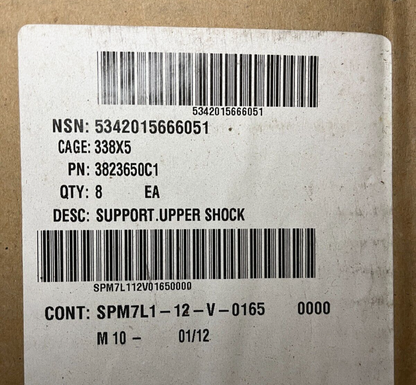 5342015666051
NSN: 5342015666051
CAGE: 338X5
PN: 3823650C1
QTY: 8 EA
DESC: SUPPORT.UPPER SHOCK
SPM7L112V01650000
CONT: SPM7L1-12-V-0165 0000
M 10 - 01/12